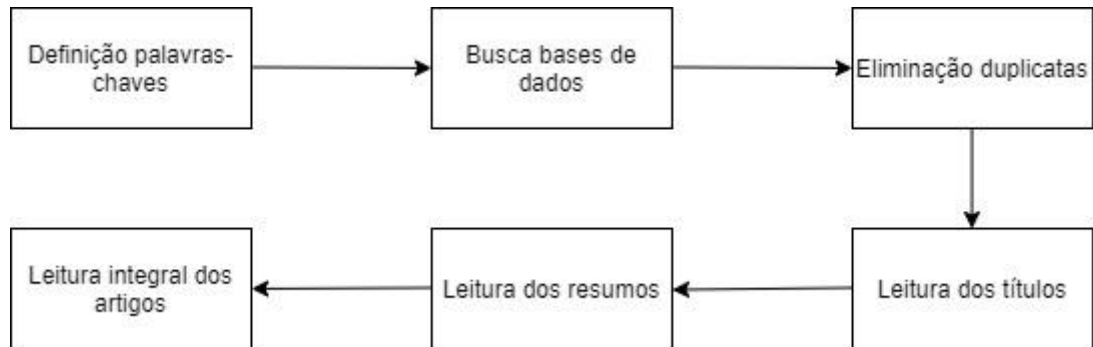 Definição palavras-
chaves
Busca bases de
dados
Eliminação duplicatas
Leitura dos títulos
Leitura dos resumos
Leitura integral dos
artigos